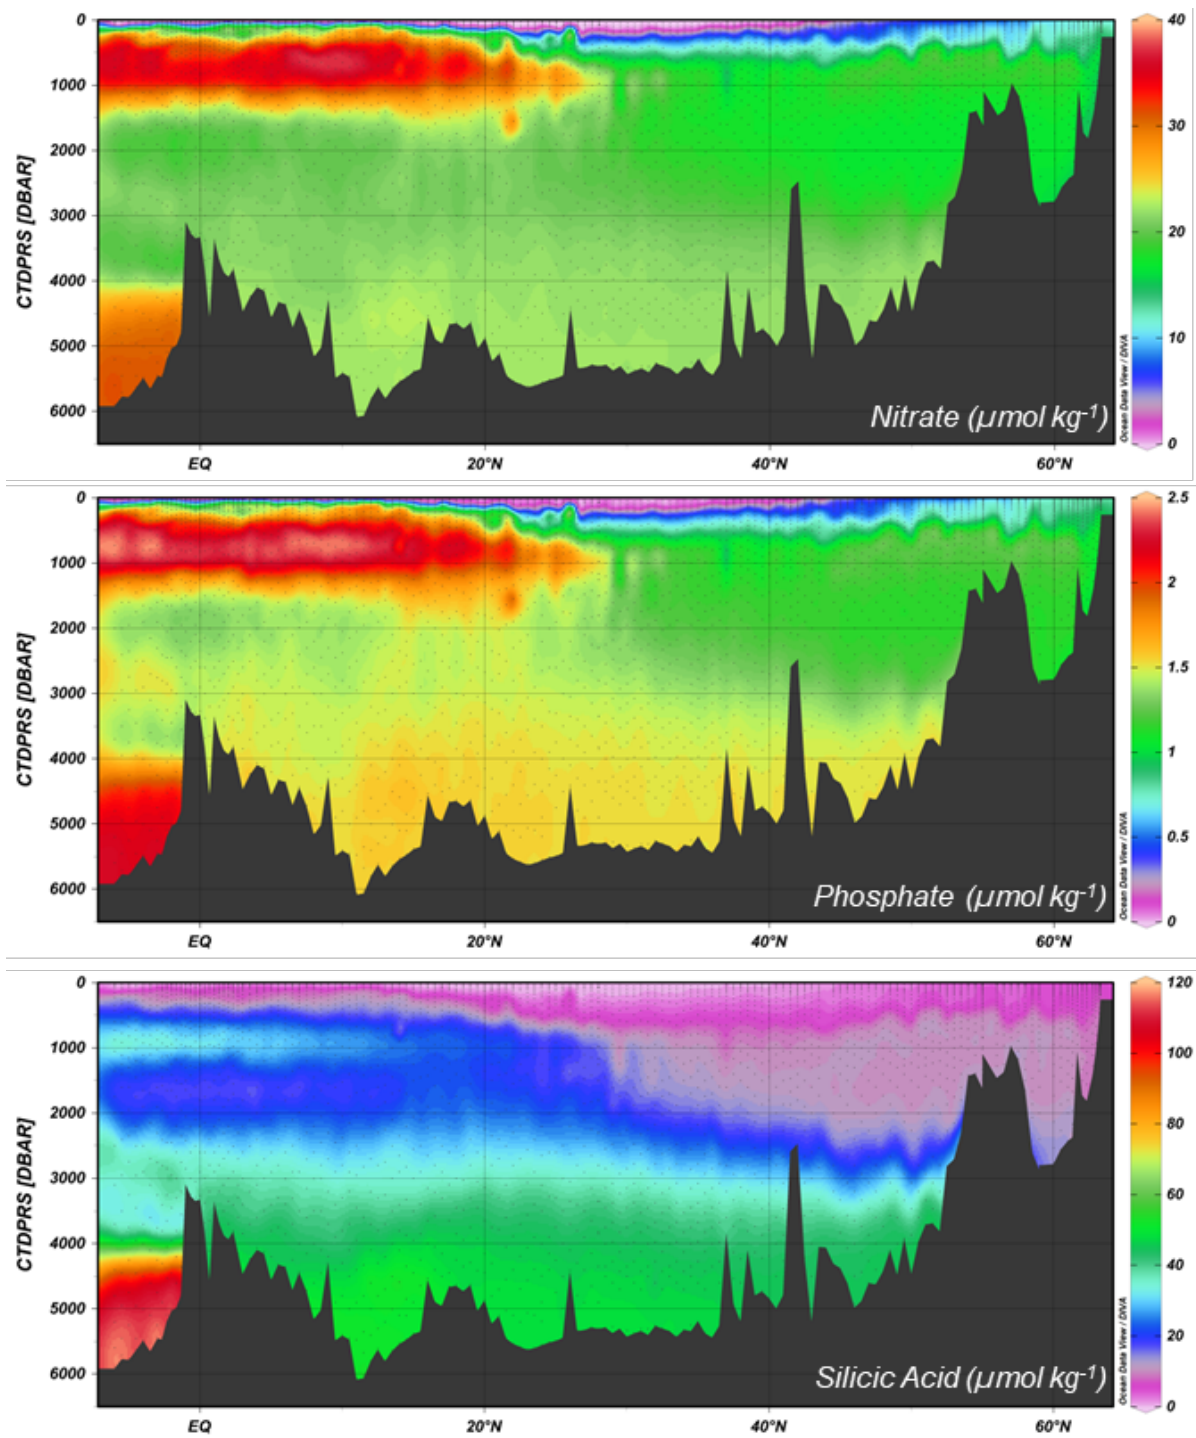 0
1000
2000
3000
4000
5000
6000
CTDPRS [DBAR]
EQ
20°N
40°N
60°N
Nitrate (µmol kg-1)
Ocean Data View / DIVA
40
30
20
10
0
0
1000
2000
3000
4000
5000
6000
CTDPRS [DBAR]
EQ
20°N
40°N
60°N
Phosphate (µmol kg-1)
Ocean Data View / DIVA
2.5
2
1.5
1
0.5
0
0
1000
2000
3000
4000
5000
6000
CTDPRS [DBAR]
EQ
20°N
40°N
60°N
Silicic Acid (µmol kg-1)
Ocean Data View / DIVA
120
100
80
60
40
20
0